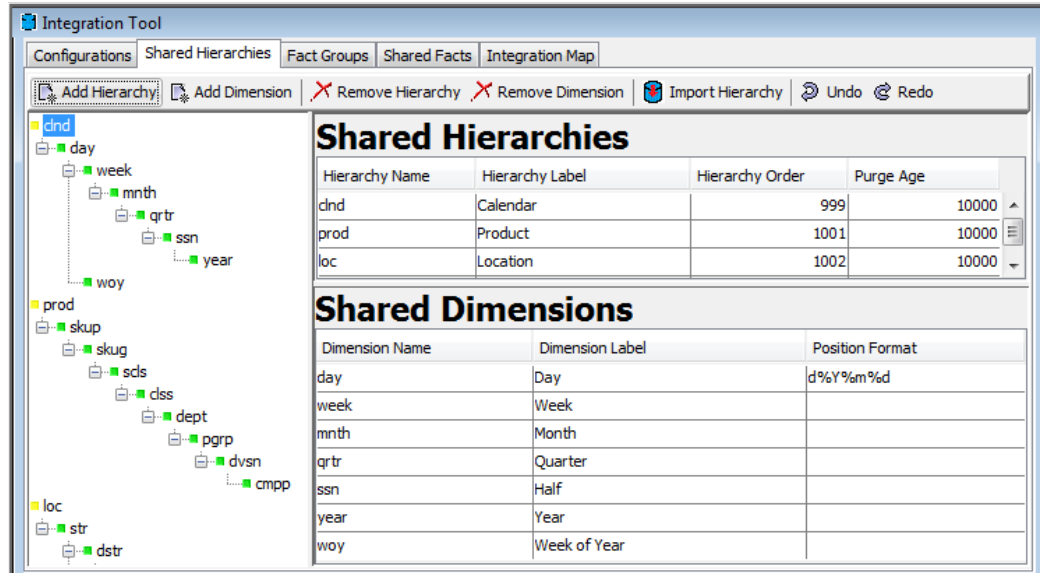 Integration Tool
Configurations Shared Hierarchies Fact Groups Shared Facts Integration Map
Add Hierarchy Add Dimension Remove Hierarchy Remove Dimension Import Hierarchy Undo Redo
clnd
day
week
mnth
qrtr
ssn
year
woy
prod
skup
skug
scls
clss
dept
pgrp
dvsn
cmpp
loc
str
dstr
Shared Hierarchies
Hierarchy Name Hierarchy Label Hierarchy Order Purge Age
clnd Calendar 999 10000
prod Product 1001 10000
loc Location 1002 10000
Shared Dimensions
Dimension Name Dimension Label Position Format
day Day d%Y%m%d
week Week
mnth Month
qrtr Quarter
ssn Half
year Year
woy Week of Year